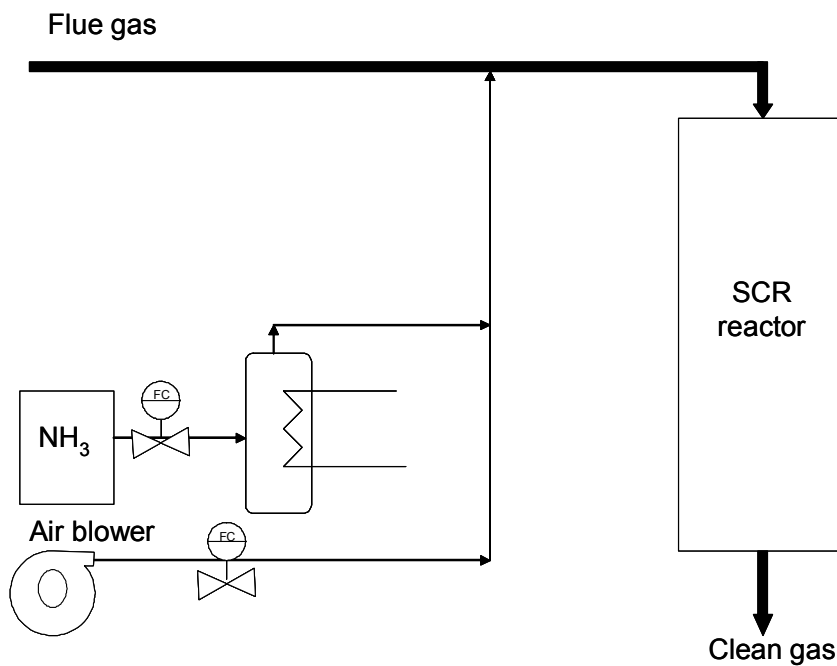 Flue gas
SCR
reactor
FC
NH₃
Air blower
FC
Clean gas